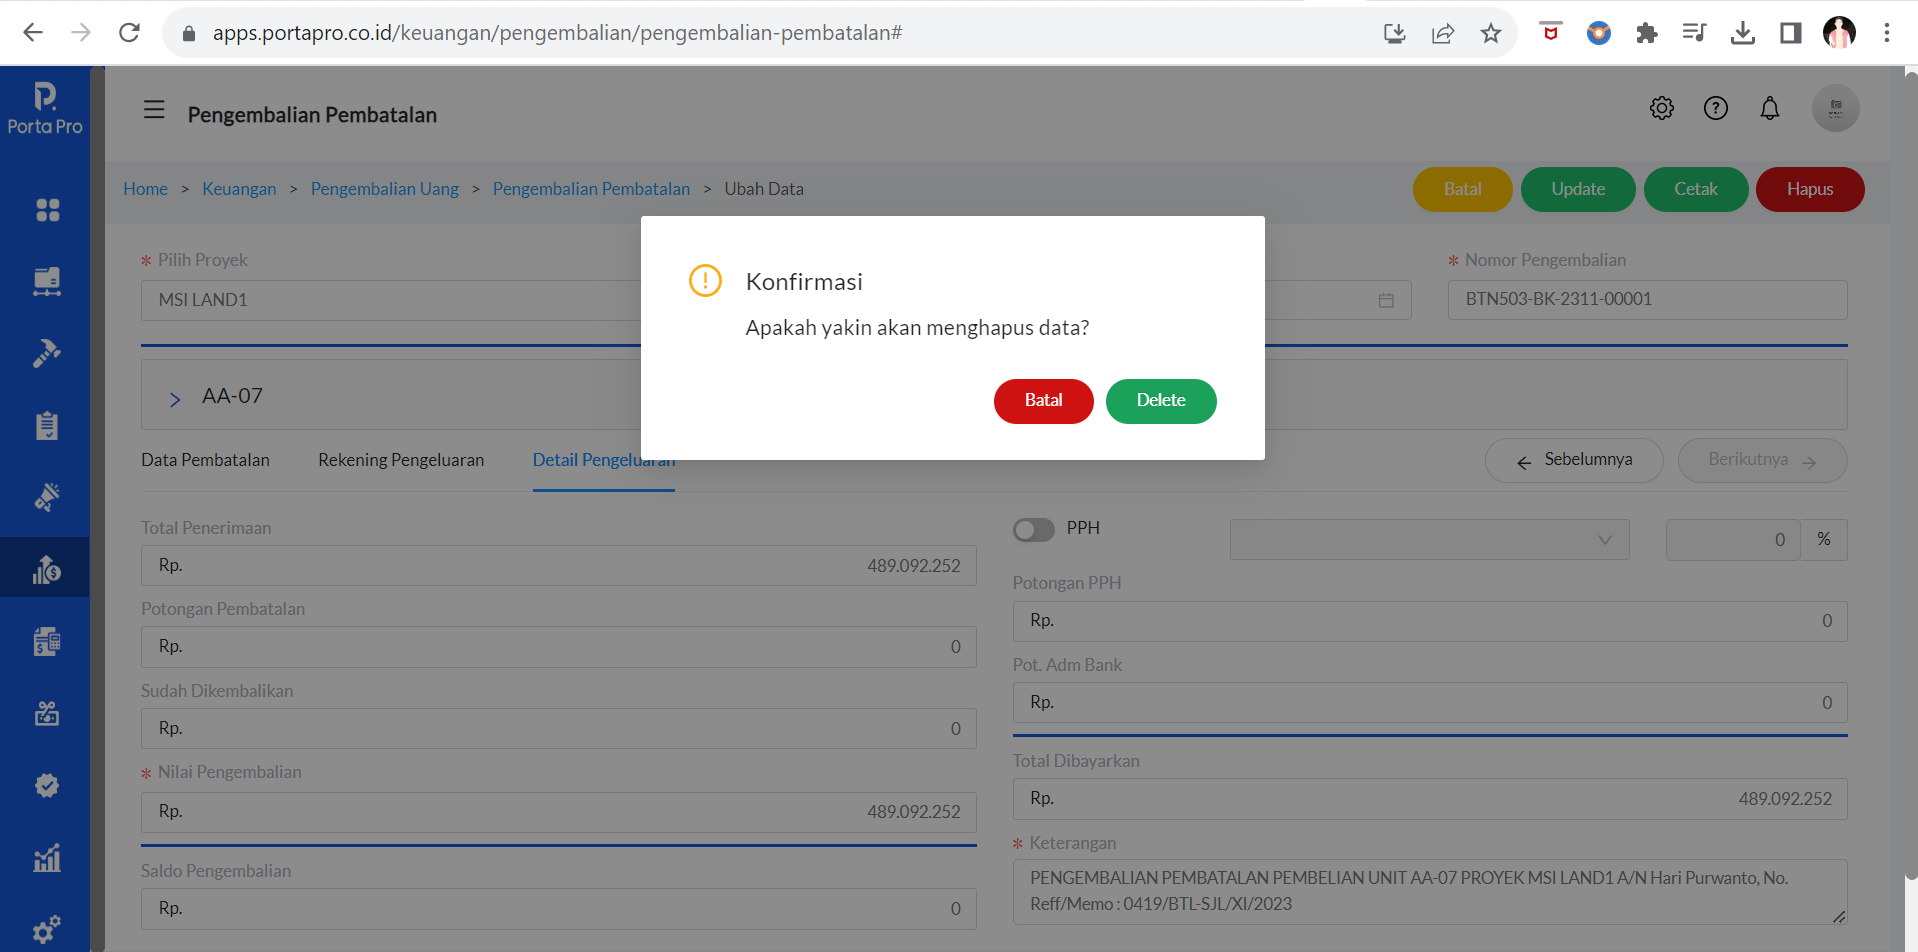 apps.portapro.co.id/keuangan/pengembalian/pengembalian-pembatalan#
Porta Pro
Pengembalian Pembatalan
Home > Keuangan > Pengembalian Uang > Pengembalian Pembatalan > Ubah Data
Batal Update Cetak Hapus
* Pilih Proyek
* Nomor Pengembalian
MSI LAND1
BTN503-BK-2311-00001
Konfirmasi
Apakah yakin akan menghapus data?
Batal Delete
AA-07
Data Pembatalan Rekening Pengeluaran Detail Pengeluaran
Sebelumnya Berikutnya
Total Penerimaan
Rp. 489.092.252
Potongan Pembatalan
Rp. 0
Sudah Dikembalikan
Rp. 0
* Nilai Pengembalian
Rp. 489.092.252
Saldo Pengembalian
Rp. 0
PPH
0 %
Potongan PPH
Rp. 0
Pot. Adm Bank
Rp. 0
Total Dibayarkan
Rp. 489.092.252
* Keterangan
PENGEMBALIAN PEMBATALAN PEMBELIAN UNIT AA-07 PROYEK MSI LAND1 A/N Hari Purwanto, No.
Reff/Memo : 0419/BTL-SJL/XI/2023